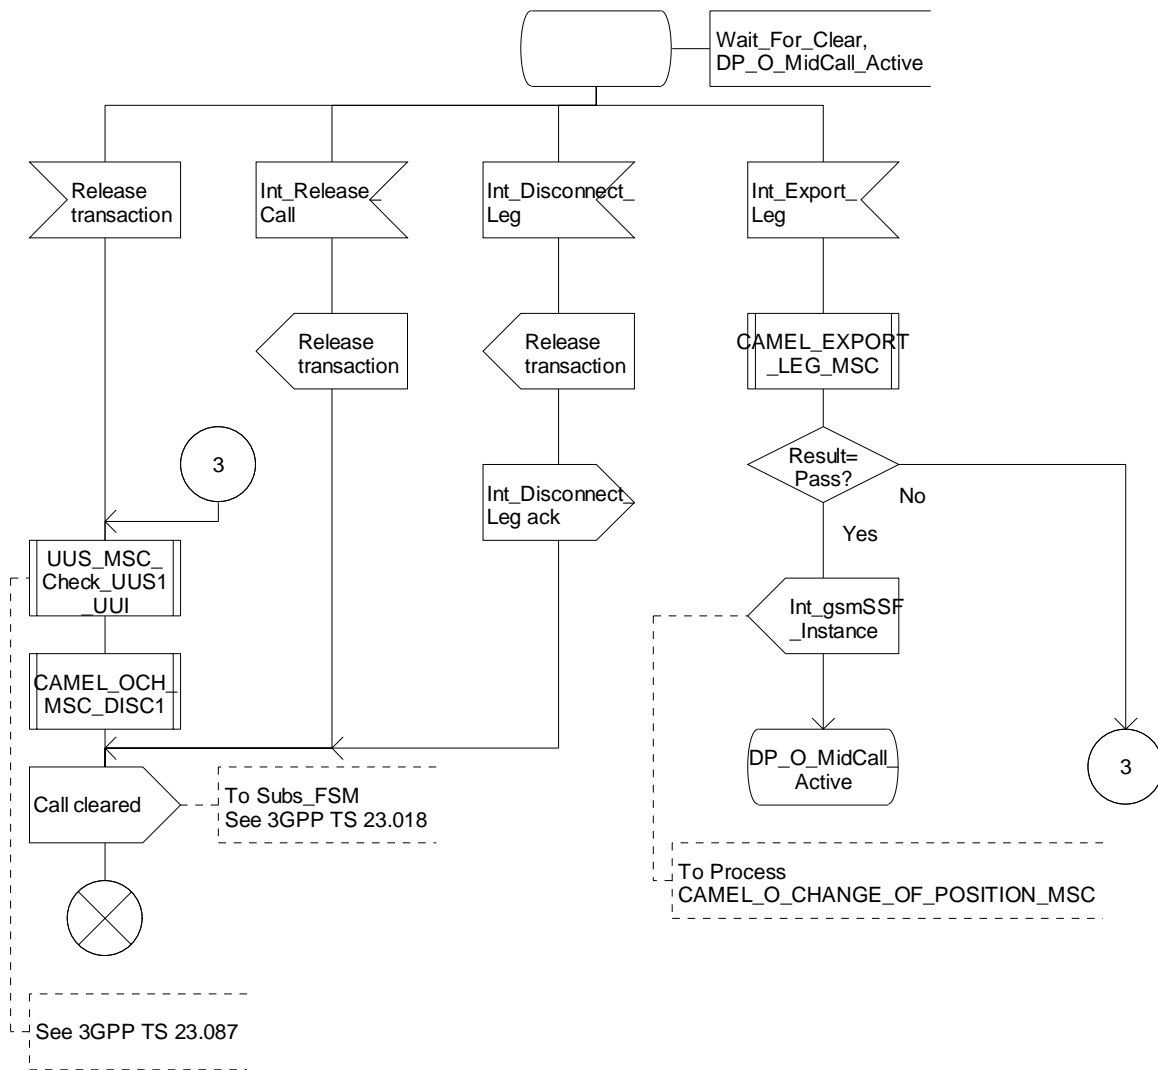 Wait_For_Clear,
DP_O_MidCall_Active
Release
transaction
Int_Release_
Call
Int_Disconnect_
Leg
Int_Export_
Leg
Release
transaction
Release
transaction
CAMEL_EXPORT
_LEG_MSC
3
Result=
Pass?
No
Int_Disconnect_
Leg ack
Yes
UUS_MSC_
Check_UUS1
_UUI
Int_gsmSSF
_Instance
CAMEL_OCH_
MSC_DISC1
DP_O_MidCall_
Active
3
Call cleared
To Subs_FSM
See 3GPP TS 23.018
To Process
CAMEL_O_CHANGE_OF_POSITION_MSC
See 3GPP TS 23.087